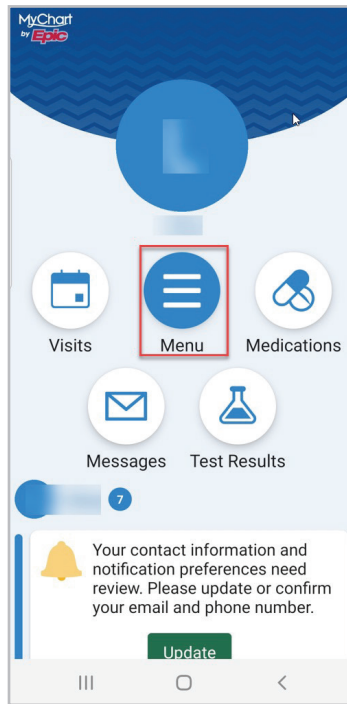 MyChart
by Epic
Visits
Menu
Medications
Messages
Test Results
7
Your contact information and
notification preferences need
review. Please update or confirm
your email and phone number.
Update